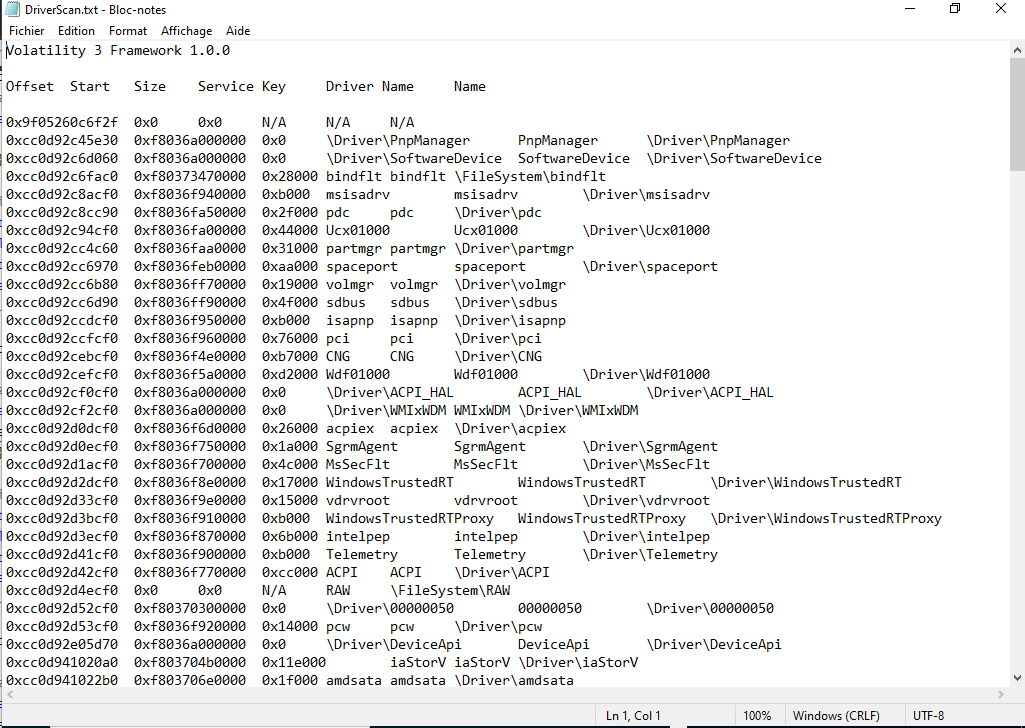 DriverScan.txt - Bloc-notes
Fichier Edition Format Affichage Aide
Volatility 3 Framework 1.0.0
Offset Start Size Service Key Driver Name Name
0x9f05260c6f2f 0x0 0x0 N/A N/A N/A
0xcc0d92c45e30 0xf8036a000000 0x0 \Driver\PnpManager PnpManager \Driver\PnpManager
0xcc0d92c6d060 0xf8036a000000 0x0 \Driver\SoftwareDevice SoftwareDevice \Driver\SoftwareDevice
0xcc0d92c6fac0 0xf80373470000 0x28000 bindflt bindflt \FileSystem\bindflt
0xcc0d92c8acf0 0xf8036f940000 0xb000 msisadrv msisadrv \Driver\msisadrv
0xcc0d92c8cc90 0xf8036fa50000 0x2f000 pdc pdc \Driver\pdc
0xcc0d92c94cf0 0xf8036fa00000 0x44000 Ucx01000 Ucx01000 \Driver\Ucx01000
0xcc0d92cc4c60 0xf8036faa0000 0x31000 partmgr partmgr \Driver\partmgr
0xcc0d92cc6970 0xf8036feb0000 0xaa000 spaceport spaceport \Driver\spaceport
0xcc0d92cc6b80 0xf8036ff70000 0x19000 volmgr volmgr \Driver\volmgr
0xcc0d92cc6d90 0xf8036ff90000 0x4f000 sdbus sdbus \Driver\sdbus
0xcc0d92ccdcf0 0xf8036f950000 0xb000 isapnp isapnp \Driver\isapnp
0xcc0d92ccfcf0 0xf8036f960000 0x76000 pci pci \Driver\pci
0xcc0d92cebcf0 0xf8036f4e0000 0xb7000 CNG CNG \Driver\CNG
0xcc0d92cefcf0 0xf8036f5a0000 0xd2000 Wdf01000 Wdf01000 \Driver\Wdf01000
0xcc0d92cf0cf0 0xf8036a000000 0x0 \Driver\ACPI_HAL ACPI_HAL \Driver\ACPI_HAL
0xcc0d92cf2cf0 0xf8036a000000 0x0 \Driver\WMIxWDM WMIxWDM \Driver\WMIxWDM
0xcc0d92d0dcf0 0xf8036f6d0000 0x26000 acpiex acpiex \Driver\acpiex
0xcc0d92d0ecf0 0xf8036f750000 0x1a000 SgrmAgent SgrmAgent \Driver\SgrmAgent
0xcc0d92d1acf0 0xf8036f700000 0x4c000 MsSecFlt MsSecFlt \Driver\MsSecFlt
0xcc0d92d2dcf0 0xf8036f8e0000 0x17000 WindowsTrustedRT WindowsTrustedRT \Driver\WindowsTrustedRT
0xcc0d92d33cf0 0xf8036f9e0000 0x15000 vdrvroot vdrvroot \Driver\vdrvroot
0xcc0d92d3bcf0 0xf8036f910000 0xb000 WindowsTrustedRTProxy WindowsTrustedRTProxy \Driver\WindowsTrustedRTProxy
0xcc0d92d3ecf0 0xf8036f870000 0x6b000 intelpep intelpep \Driver\intelpep
0xcc0d92d41cf0 0xf8036f900000 0xb000 Telemetry Telemetry \Driver\Telemetry
0xcc0d92d42cf0 0xf8036f770000 0xcc000 ACPI ACPI \Driver\ACPI
0xcc0d92d4ecf0 0x0 0x0 N/A RAW \FileSystem\RAW
0xcc0d92d52cf0 0xf80370300000 0x0 \Driver\00000050 00000050 \Driver\00000050
0xcc0d92d53cf0 0xf8036f920000 0x14000 pcw pcw \Driver\pcw
0xcc0d92e05d70 0xf8036a000000 0x0 \Driver\DeviceApi DeviceApi \Driver\DeviceApi
0xcc0d941020a0 0xf803704b0000 0x11e000 iaStorV iaStorV \Driver\iaStorV
0xcc0d941022b0 0xf803706e0000 0x1f000 amdsata amdsata \Driver\amdsata
Ln 1, Col 1 100% Windows (CRLF) UTF-8